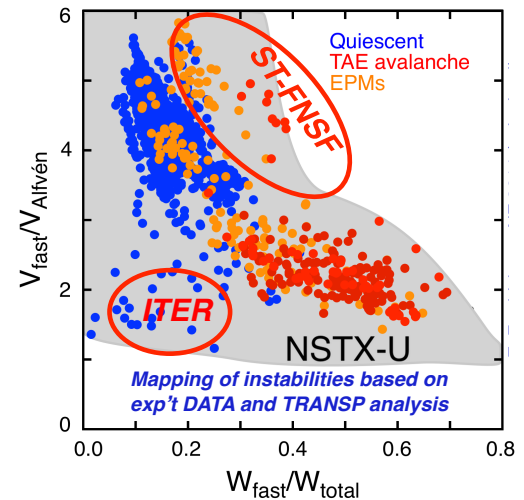 6
4
2
0
V_fast/V_Alfvén
Quiescent
TAE avalanche
EPMs
ST-FNSF
ITER
NSTX-U
Mapping of instabilities based on
exp't DATA and TRANSP analysis
0.0 0.2 0.4 0.6 0.8
W_fast/W_total